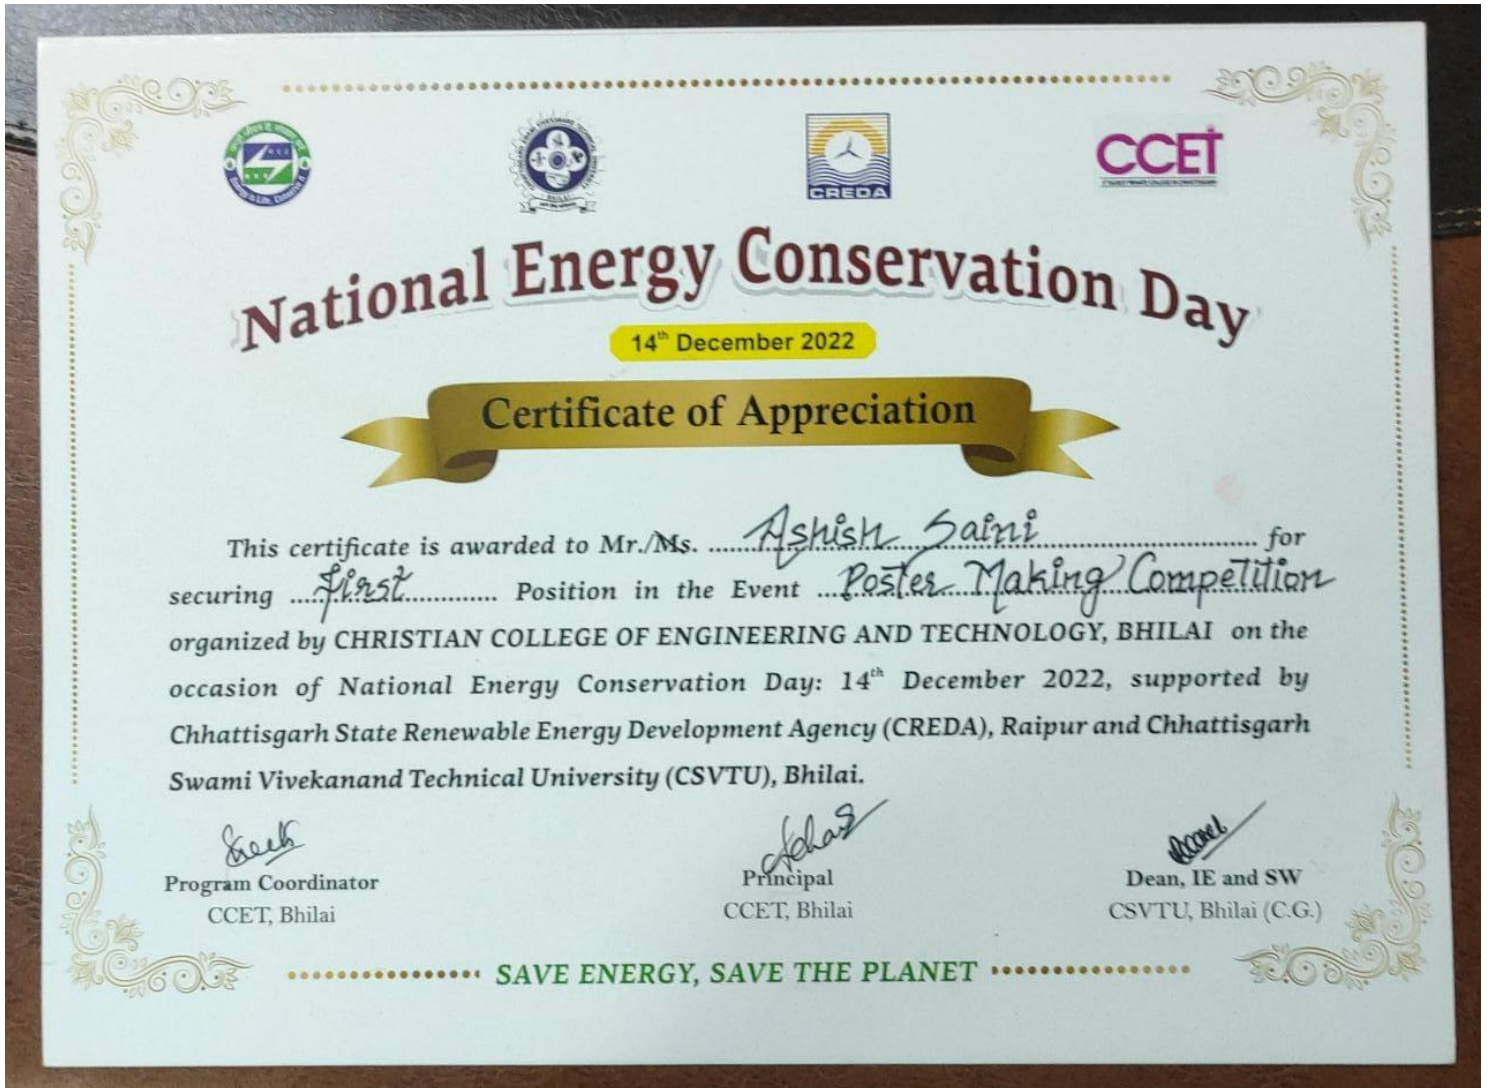 CREDA
CCET
National Energy Conservation Day
14th December 2022
Certificate of Appreciation
This certificate is awarded to Mr./Ms. Ashish Saini for
securing First Position in the Event Poster Making Competition
organized by CHRISTIAN COLLEGE OF ENGINEERING AND TECHNOLOGY, BHILAI on the
occasion of National Energy Conservation Day: 14th December 2022, supported by
Chhattisgarh State Renewable Energy Development Agency (CREDA), Raipur and Chhattisgarh
Swami Vivekanand Technical University (CSVTU), Bhilai.
Program Coordinator
CCET, Bhilai
Principal
CCET, Bhilai
Dean, IE and SW
CSVTU, Bhilai (C.G.)
SAVE ENERGY, SAVE THE PLANET